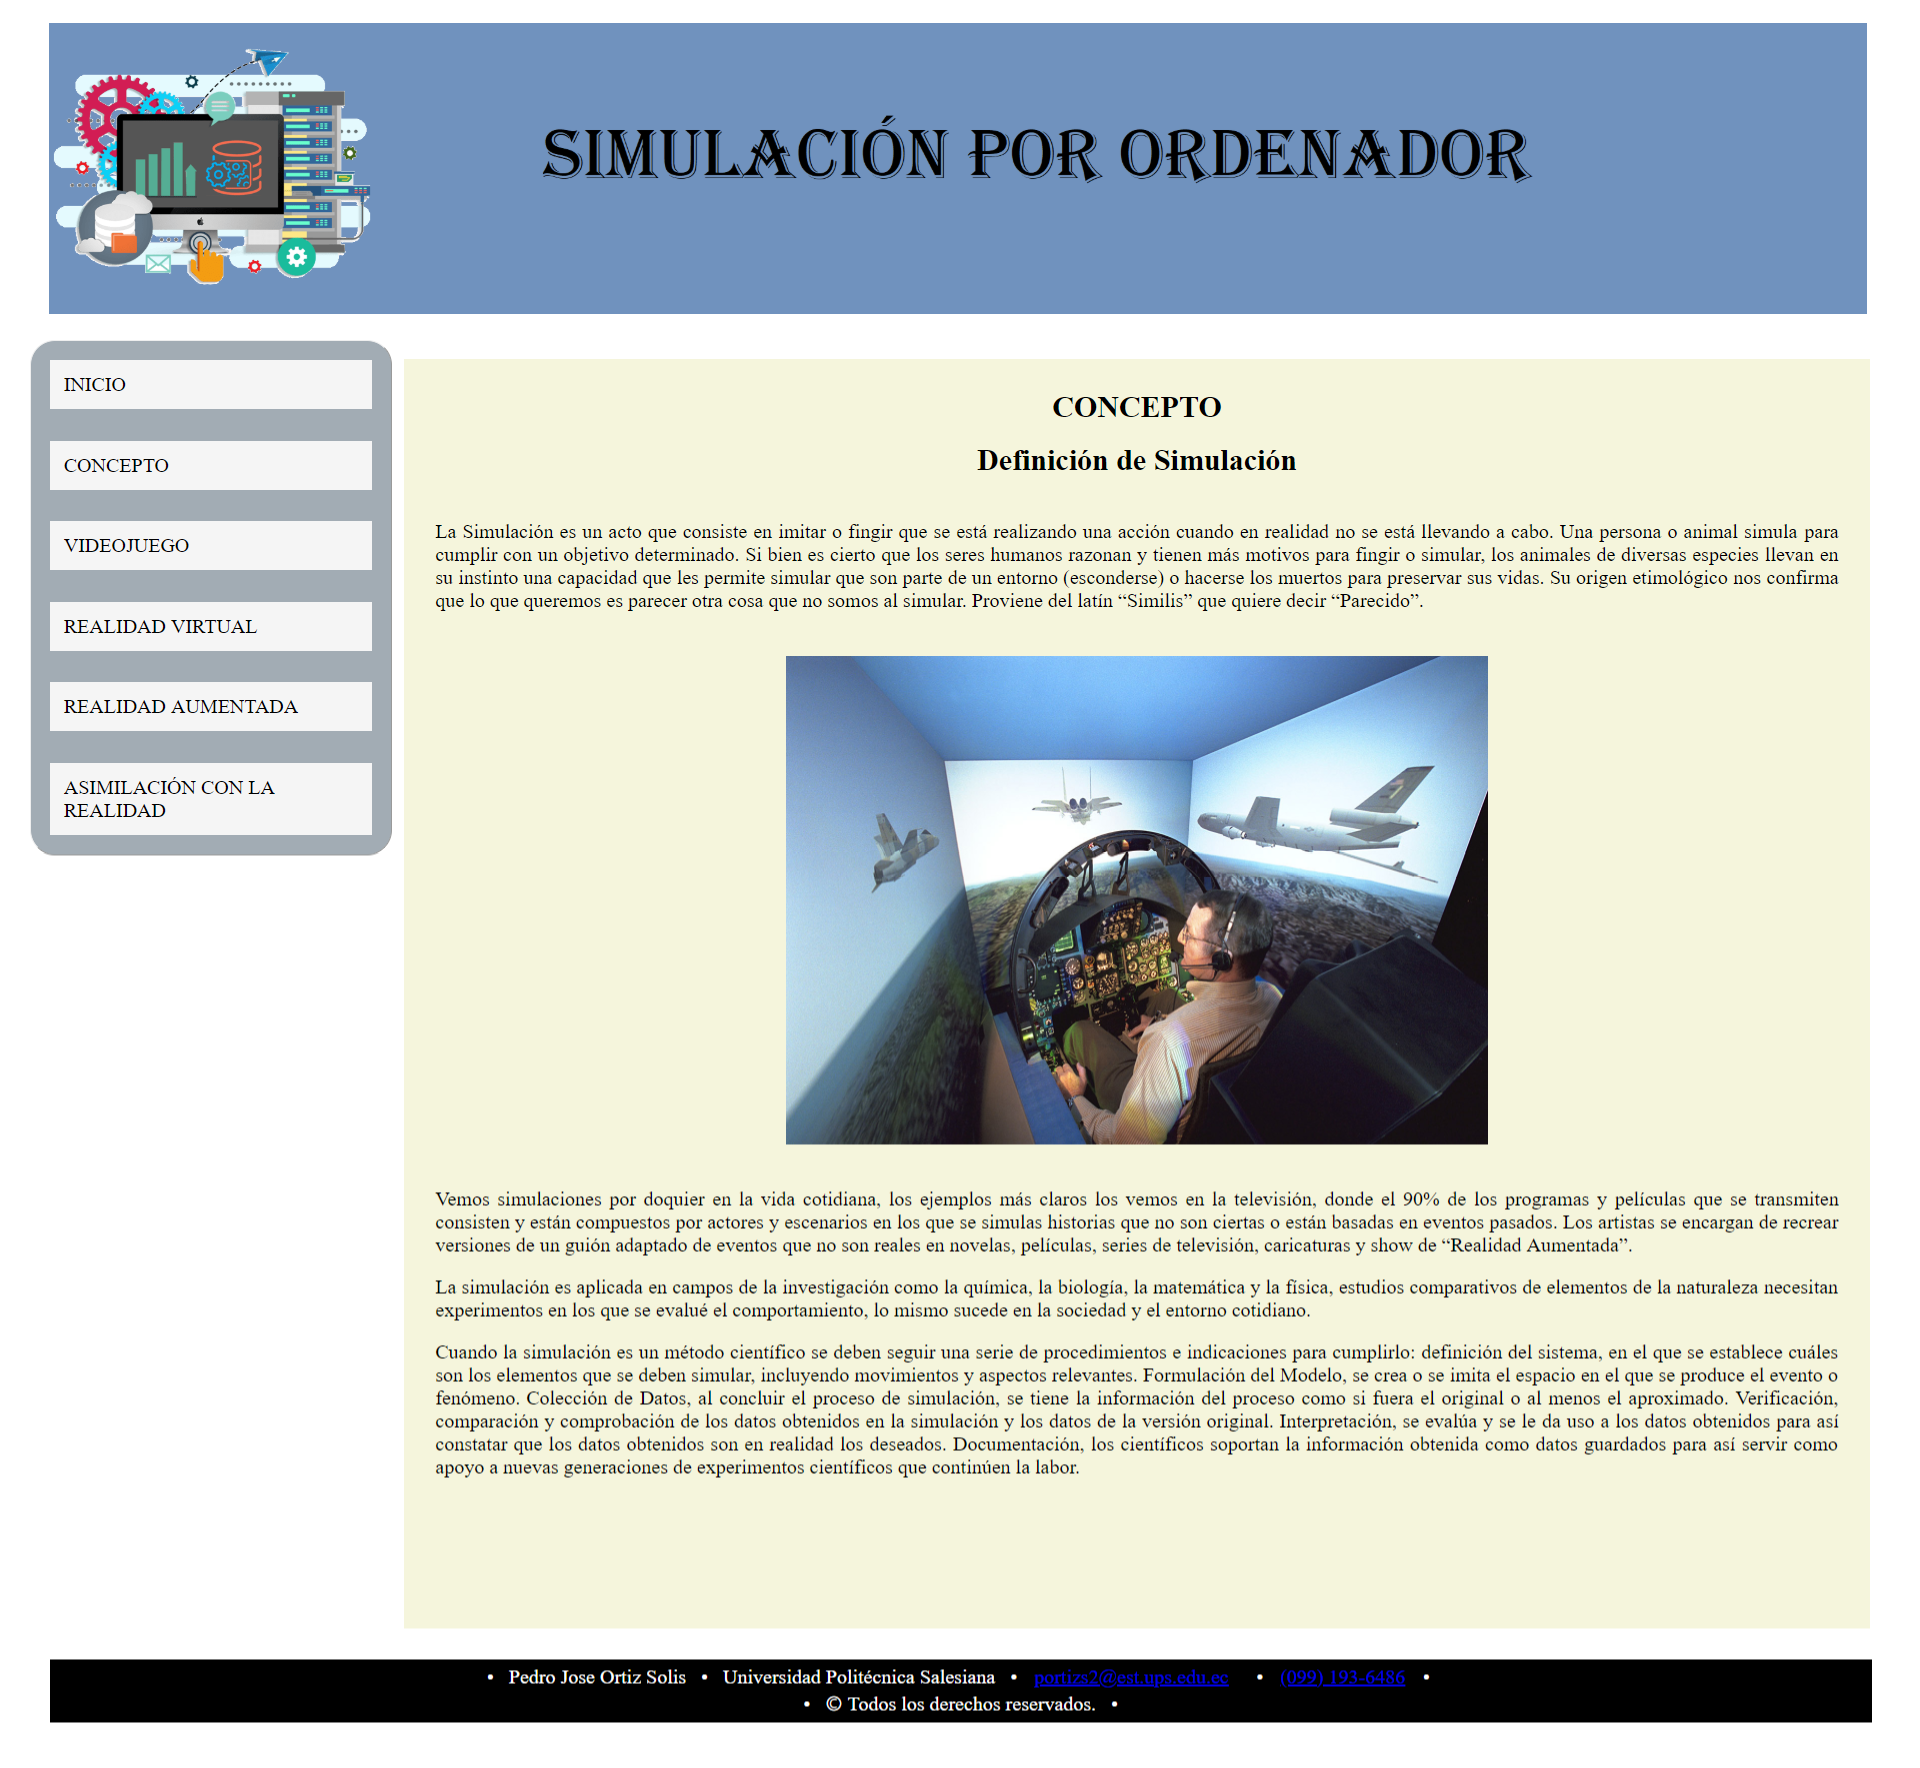 SIMULACIÓN POR ORDENADOR
INICIO
CONCEPTO
VIDEOJUEGO
REALIDAD VIRTUAL
REALIDAD AUMENTADA
ASIMILACIÓN CON LA
REALIDAD
CONCEPTO
Definición de Simulación
La Simulación es un acto que consiste en imitar o fingir que se está realizando una acción cuando en realidad no se está llevando a cabo. Una persona o animal simula para
cumplir con un objetivo determinado. Si bien es cierto que los seres humanos razonan y tienen más motivos para fingir o simular, los animales de diversas especies llevan en
su instinto una capacidad que les permite simular que son parte de un entorno (esconderse) o hacerse los muertos para preservar sus vidas. Su origen etimológico nos confirma
que lo que queremos es parecer otra cosa que no somos al simular. Proviene del latín “Similis” que quiere decir “Parecido”.
Vemos simulaciones por doquier en la vida cotidiana, los ejemplos más claros los vemos en la televisión, donde el 90% de los programas y películas que se transmiten
consisten y están compuestos por actores y escenarios en los que se simulas historias que no son ciertas o están basadas en eventos pasados. Los artistas se encargan de recrear
versiones de un guión adaptado de eventos que no son reales en novelas, películas, series de televisión, caricaturas y show de “Realidad Aumentada”.
La simulación es aplicada en campos de la investigación como la química, la biología, la matemática y la física, estudios comparativos de elementos de la naturaleza necesitan
experimentos en los que se evalué el comportamiento, lo mismo sucede en la sociedad y el entorno cotidiano.
Cuando la simulación es un método científico se deben seguir una serie de procedimientos e indicaciones para cumplirlo: definición del sistema, en el que se establece cuáles
son los elementos que se deben simular, incluyendo movimientos y aspectos relevantes. Formulación del Modelo, se crea o se imita el espacio en el que se produce el evento o
fenómeno. Colección de Datos, al concluir el proceso de simulación, se tiene la información del proceso como si fuera el original o al menos el aproximado. Verificación,
comparación y comprobación de los datos obtenidos en la simulación y los datos de la versión original. Interpretación, se evalúa y se le da uso a los datos obtenidos para así
constatar que los datos obtenidos son en realidad los deseados. Documentación, los científicos soportan la información obtenida como datos guardados para así servir como
apoyo a nuevas generaciones de experimentos científicos que continúen la labor.
• Pedro Jose Ortiz Solis • Universidad Politécnica Salesiana • portizs2@est.ups.edu.ec • (099) 193-6486 •
• © Todos los derechos reservados. •